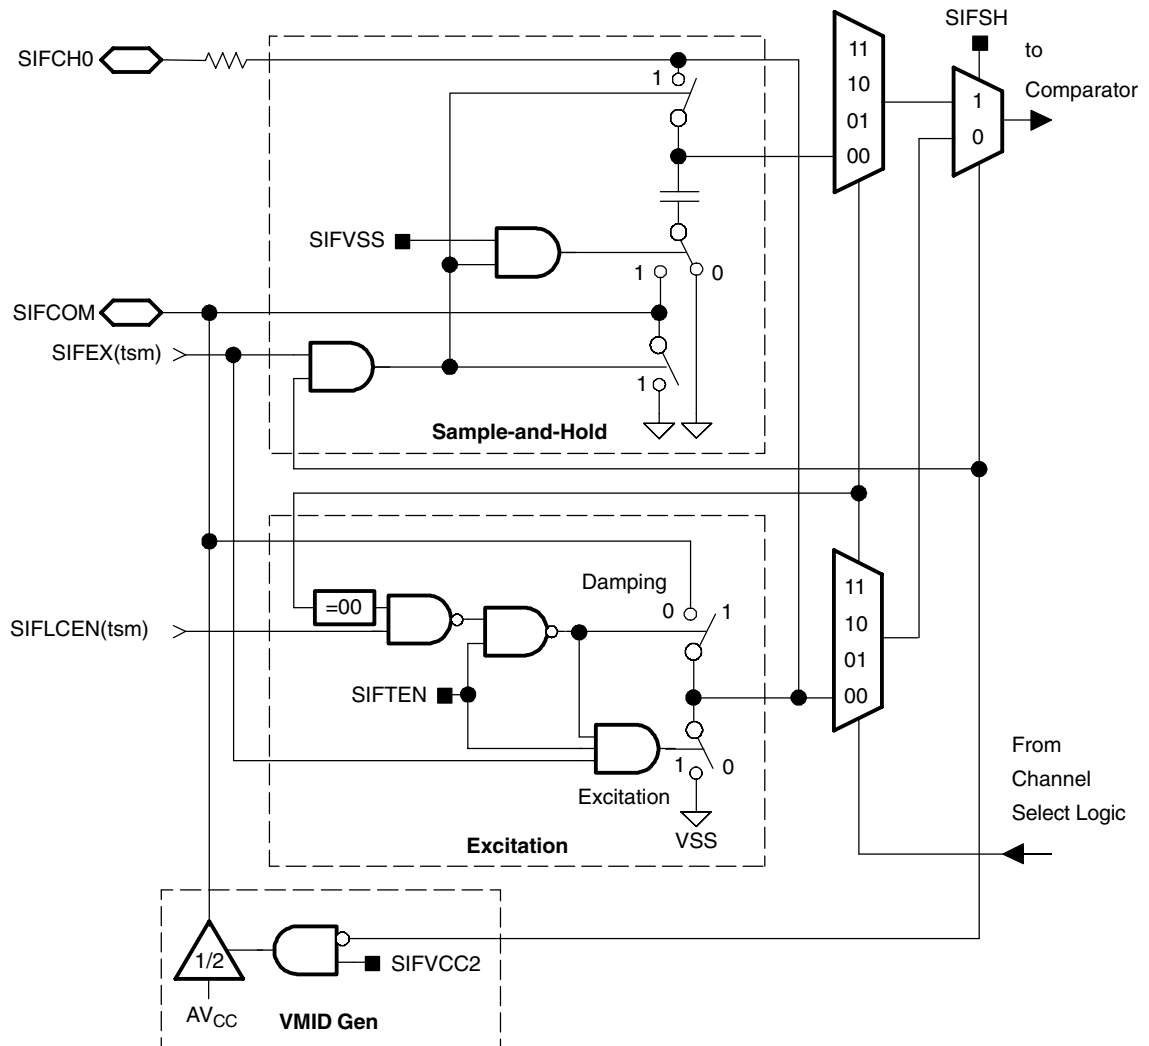 SIFSH
SIFCH0
to
Comparator
11
10
01
00
1
0
1
SIFVSS
1
0
SIFCOM
SIFEX(tsm)
1
Sample-and-Hold
Damping
0
1
11
10
01
00
=00
SIFLCEN(tsm)
SIFTEN
1
0
Excitation
VSS
Excitation
From
Channel
Select Logic
1/2
SIFVCC2
AVCC
VMID Gen